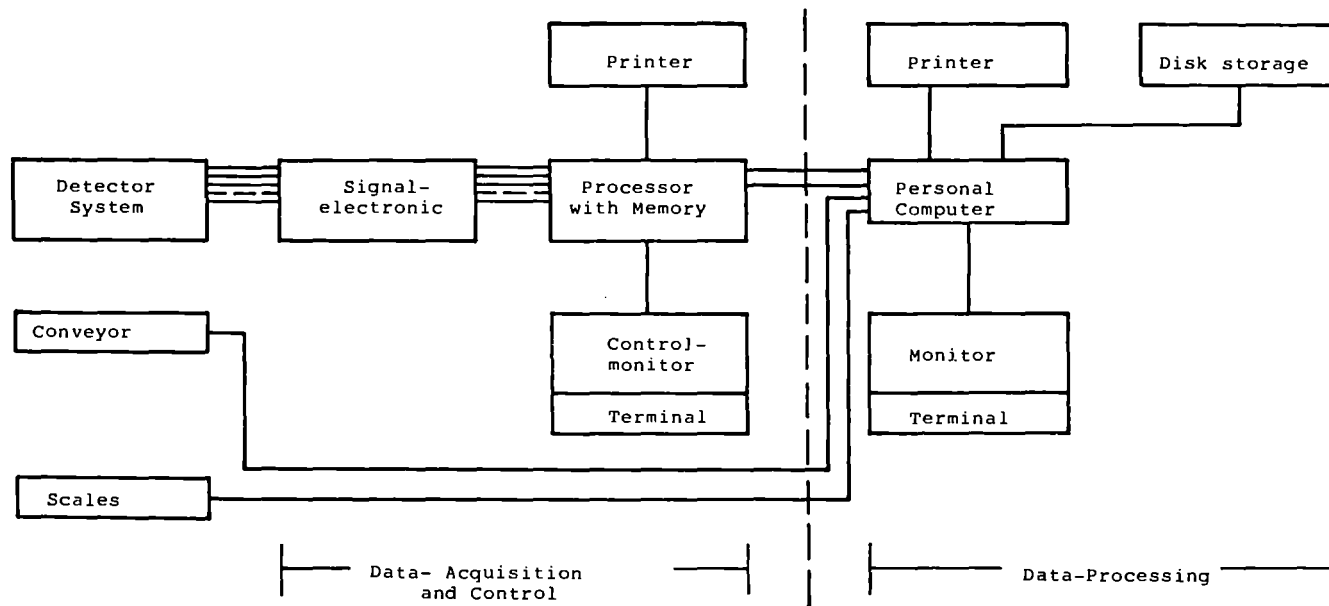 Printer
Printer
Disk storage
Detector
System
Signal-
electronic
Processor
with Memory
Personal
Computer
Conveyor
Control-
monitor
Terminal
Monitor
Terminal
Scales
Data- Acquisition
and Control
Data-Processing